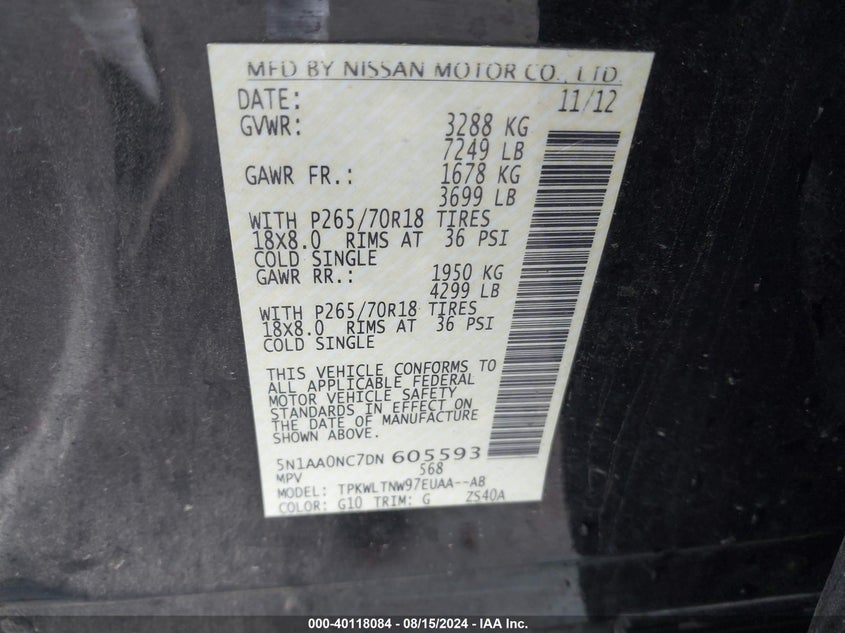 MFD BY NISSAN MOTOR CO., LTD.
DATE: 11/12
GVWR: 3288 KG
7249 LB
GAWR FR.: 1678 KG
3699 LB
WITH P265/70R18 TIRES
18X8.0 RIMS AT 36 PSI
COLD SINGLE
GAWR RR.: 1950 KG
4299 LB
WITH P265/70R18 TIRES
18X8.0 RIMS AT 36 PSI
COLD SINGLE
THIS VEHICLE CONFORMS TO
ALL APPLICABLE FEDERAL
MOTOR VEHICLE SAFETY
STANDARDS IN EFFECT ON
THE DATE OF MANUFACTURE
SHOWN ABOVE.
5N1AA0NC7DN 605593
MPV 568
MODEL: TPKWLTNW97EUAA--AB
COLOR: G10 TRIM: G ZS40A
000-40118084 - 08/15/2024 - IAA Inc.